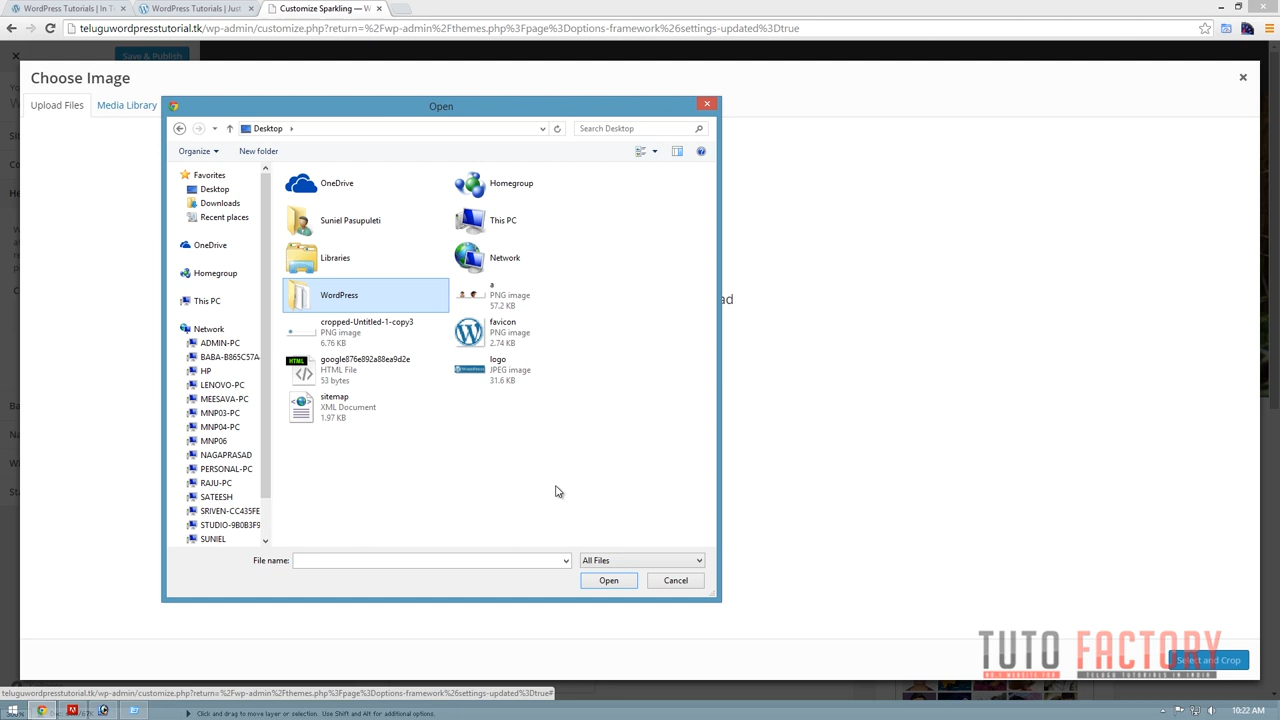 WordPress Tutorials | In T
WordPress Tutorials | Just
Customize Sparkling — W
teluguwordpresstutorial.tk/wp-admin/customize.php?return=%2Fwp-admin%2Fthemes.php%3Fpage%3Doptions-framework%26settings-updated%3Dtrue
Save & Publish
Choose Image
Upload Files
Media Library
Open
Desktop
Search Desktop
Organize
New folder
Favorites
Desktop
Downloads
Recent places
OneDrive
Homegroup
This PC
Network
ADMIN-PC
BABA-B865C57A
HP
LENOVO-PC
MEESAVA-PC
MNP03-PC
MNP04-PC
MNP06
NAGAPRASAD
PERSONAL-PC
RAJU-PC
SATEESH
SRIVEN-CC435FE
STUDIO-9B0B3F9
SUNIEL
OneDrive
Homegroup
Suniel Pasupuleti
This PC
Libraries
Network
WordPress
a
PNG image
57.2 KB
cropped-Untitled-1-copy3
PNG image
6.76 KB
favicon
PNG image
2.74 KB
google876e892a88ea9d2e
HTML File
53 bytes
HTML
logo
JPEG image
31.6 KB
sitemap
XML Document
1.97 KB
ad
File name:
All Files
Open
Cancel
TUTO FACTORY
Select and Crop
teluguwordpresstutorial.tk/wp-admin/customize.php?return=%2Fwp-admin%2Fthemes.php%3Fpage%3Doptions-framework%26settings-updated%3Dtrue#
Click and drag to move layer or selection. Use Shift and Alt for additional options.
10:22 AM